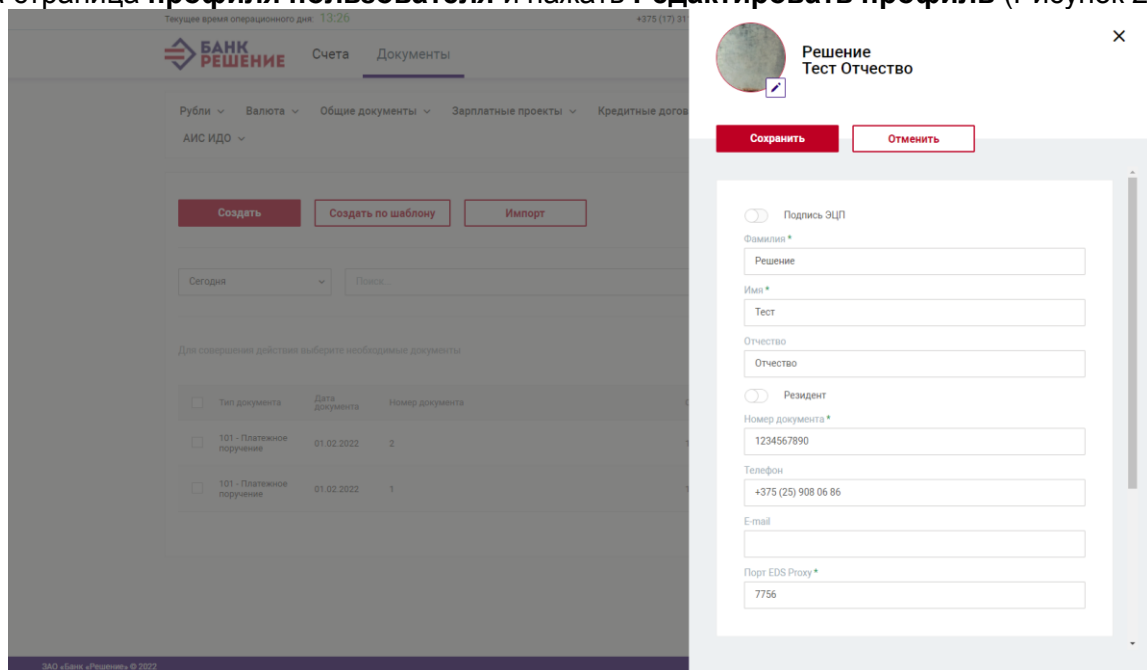 страница профиля пользователя и нажать Редактировать профиль (Рисунок 2
Текущее время операционного дня: 13:26
+375 (17) 31
БАНК
РЕШЕНИЕ
Счета
Документы
Рубли
Валюта
Общие документы
Зарплатные проекты
Кредитные догов
АИС ИДО
Создать
Создать по шаблону
Импорт
Сегодня
Поиск...
Для совершения действия выберите необходимые документы
Тип документа
Дата
документа
Номер документа
101 - Платежное
поручение
01.02.2022
2
101 - Платежное
поручение
01.02.2022
1
ЗАО «Банк «Решение» © 2022
Решение
Тест Отчество
Сохранить
Отменить
Подпись ЭЦП
Фамилия *
Решение
Имя *
Тест
Отчество
Отчество
Резидент
Номер документа *
1234567890
Телефон
+375 (25) 908 06 86
E-mail
Порт EDS Proxy *
7756